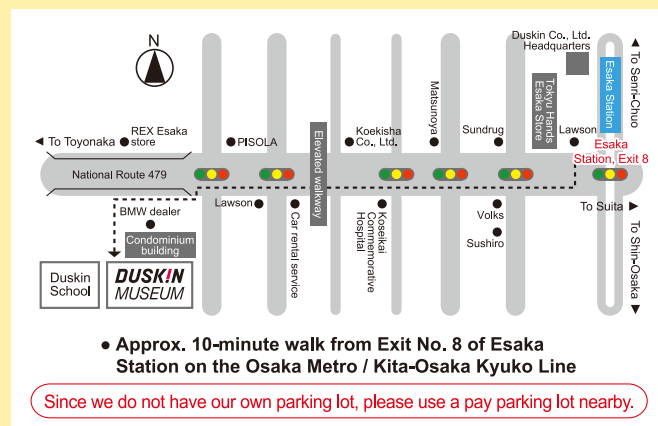 N
Duskin Co., Ltd.
Headquarters
To Senri-Chuo
Esaka Station
Tokyu Hands
Esaka Store
Matsunoya
Elevated walkway
To Toyonaka
REX Esaka
store
PISOLA
Koekisha
Co., Ltd.
Sundrug
Lawson
Esaka
Station, Exit 8
National Route 479
To Suita
BMW dealer
Lawson
Car rental service
Koseikai
Commemorative
Hospital
Volks
Sushiro
To Shin-Osaka
Condominium
building
Duskin
School
DUSKIN
MUSEUM
● Approx. 10-minute walk from Exit No. 8 of Esaka
Station on the Osaka Metro / Kita-Osaka Kyuko Line
Since we do not have our own parking lot, please use a pay parking lot nearby.